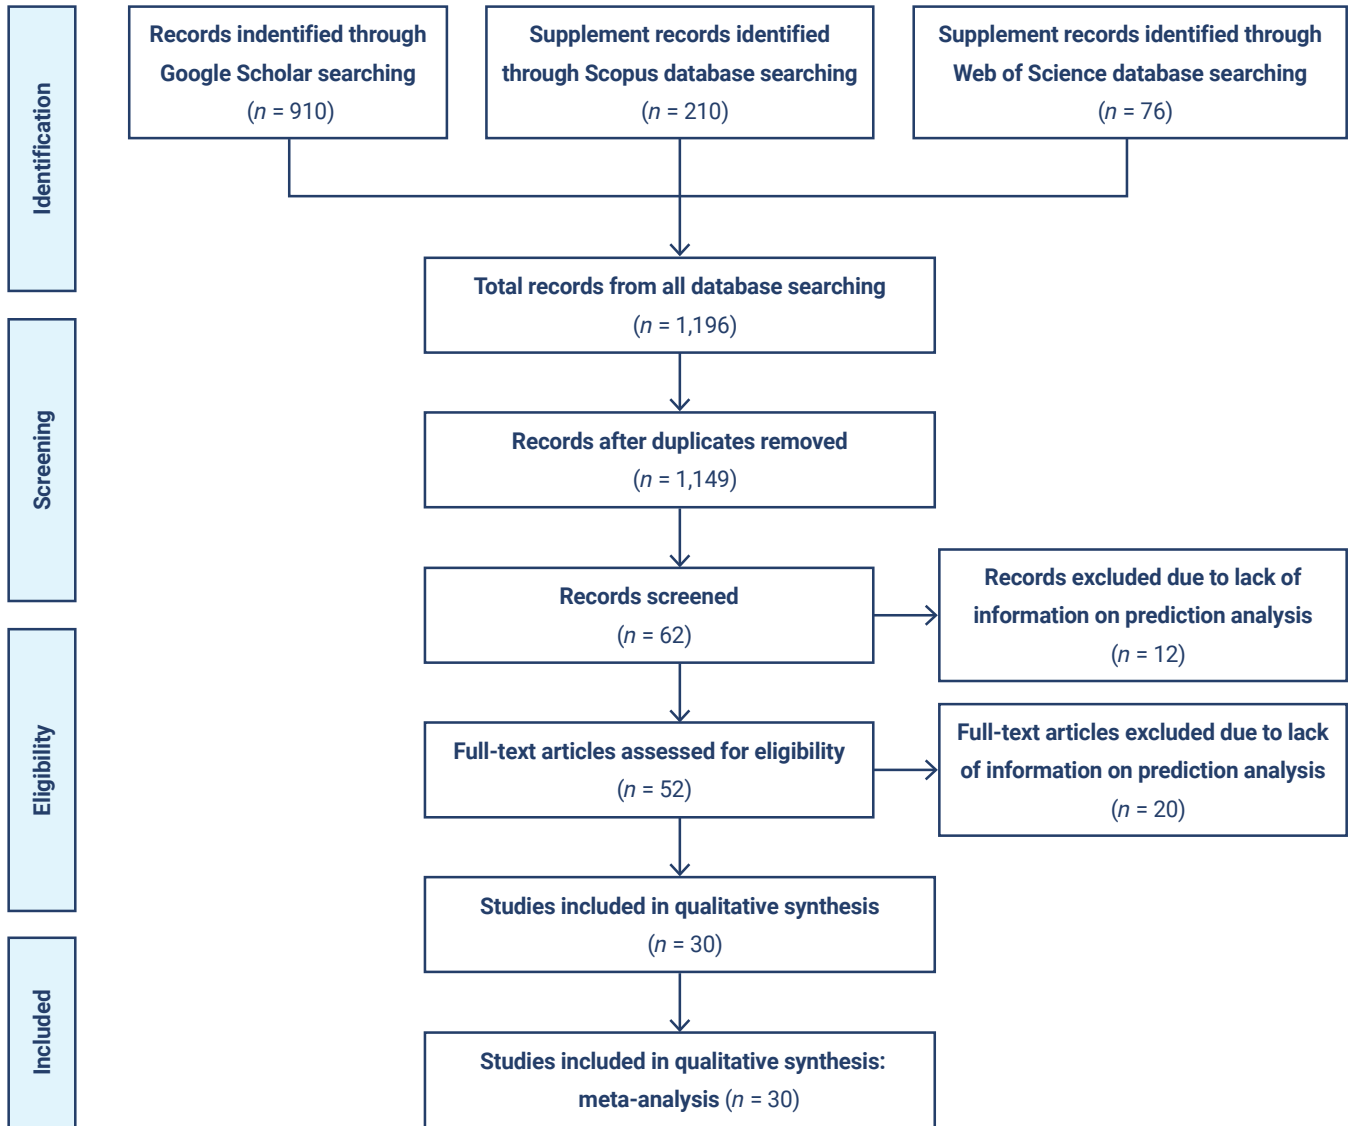 Identification
Records indentified through
Google Scholar searching
(n = 910)
Supplement records identified
through Scopus database searching
(n = 210)
Supplement records identified through
Web of Science database searching
(n = 76)
Total records from all database searching
(n = 1,196)
Screening
Records after duplicates removed
(n = 1,149)
Records screened
(n = 62)
Records excluded due to lack of
information on prediction analysis
(n = 12)
Eligibility
Full-text articles assessed for eligibility
(n = 52)
Full-text articles excluded due to lack
of information on prediction analysis
(n = 20)
Studies included in qualitative synthesis
(n = 30)
Included
Studies included in qualitative synthesis:
meta-analysis (n = 30)